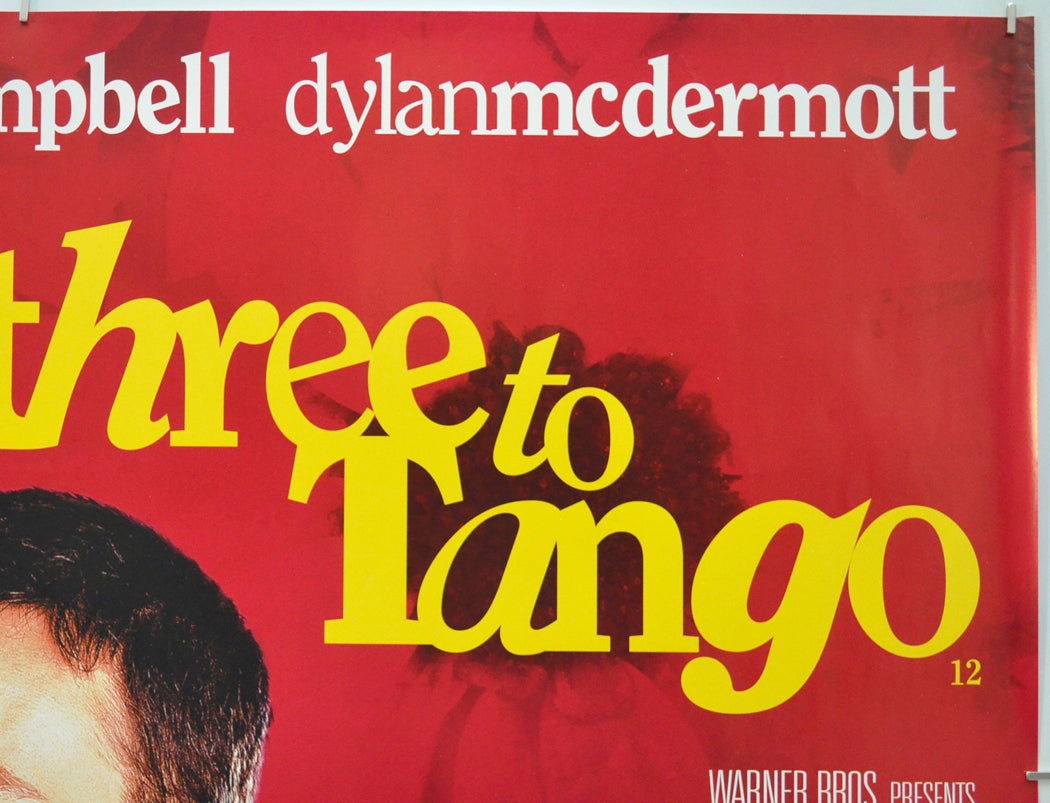 mpbell dylanmcdermott
three to
Tango
12
WARNER BROS. PRESENTS